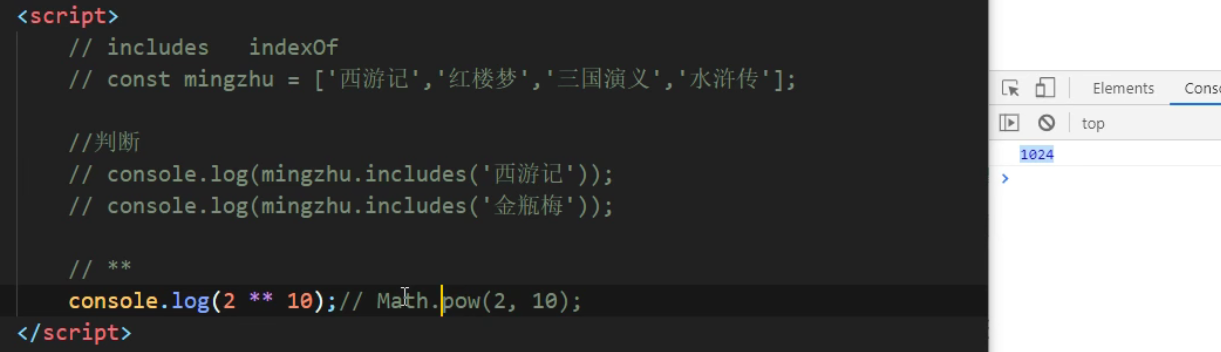 <script>
// includes   indexOf
// const mingzhu = ['西游记','红楼梦','三国演义','水浒传'];
//判断
// console.log(mingzhu.includes('西游记'));
// console.log(mingzhu.includes('金瓶梅'));
// **
console.log(2 ** 10);// Math.pow(2, 10);
</script>
Elements Conso
top
1024